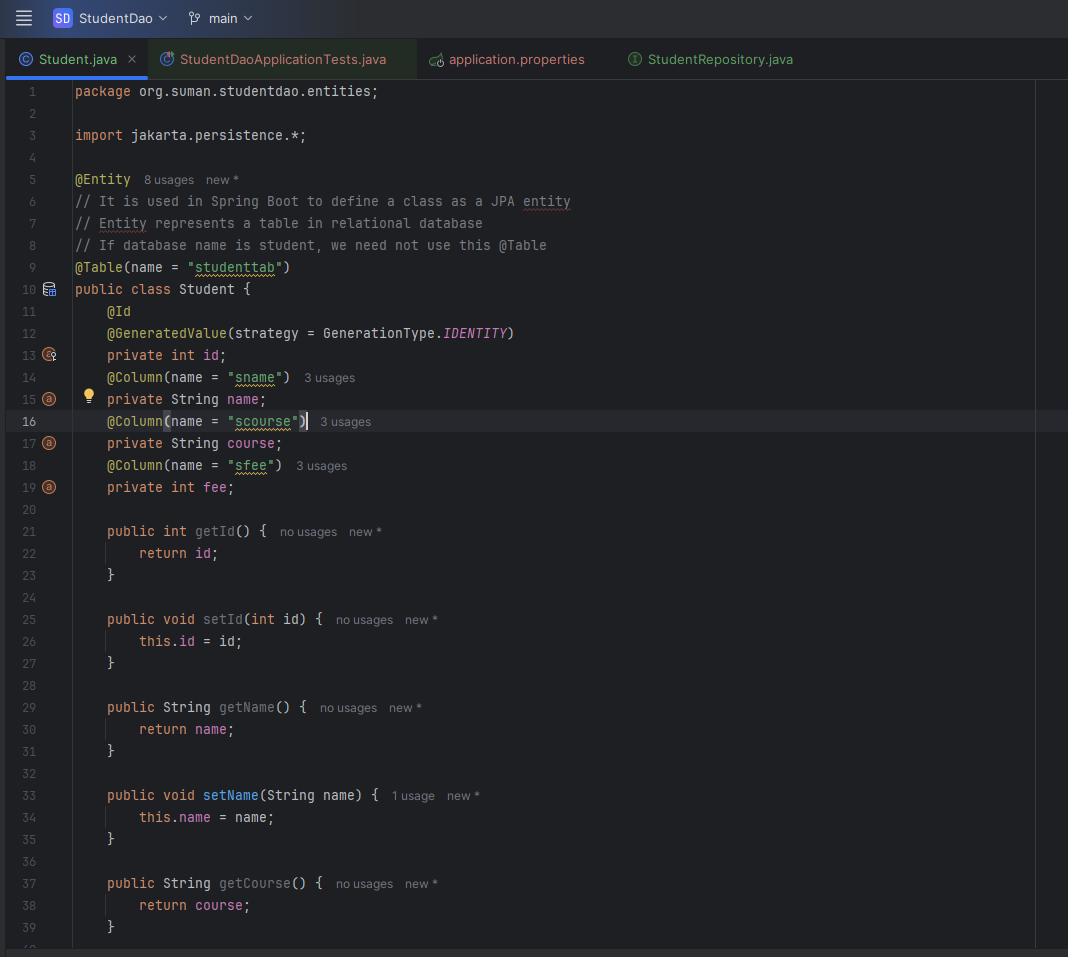 SD StudentDao main
Student.java StudentDaoApplicationTests.java application.properties StudentRepository.java
1 package org.suman.studentdao.entities;
2
3 import jakarta.persistence.*;
4
5 @Entity 8 usages new *
6 // It is used in Spring Boot to define a class as a JPA entity
7 // Entity represents a table in relational database
8 // If database name is student, we need not use this @Table
9 @Table(name = "studenttab")
10 public class Student {
11 @Id
12 @GeneratedValue(strategy = GenerationType.IDENTITY)
13 private int id;
14 @Column(name = "sname") 3 usages
15 private String name;
16 @Column(name = "scourse") 3 usages
17 private String course;
18 @Column(name = "sfee") 3 usages
19 private int fee;
20
21 public int getId() { no usages new *
22 return id;
23 }
24
25 public void setId(int id) { no usages new *
26 this.id = id;
27 }
28
29 public String getName() { no usages new *
30 return name;
31 }
32
33 public void setName(String name) { 1 usage new *
34 this.name = name;
35 }
36
37 public String getCourse() { no usages new *
38 return course;
39 }